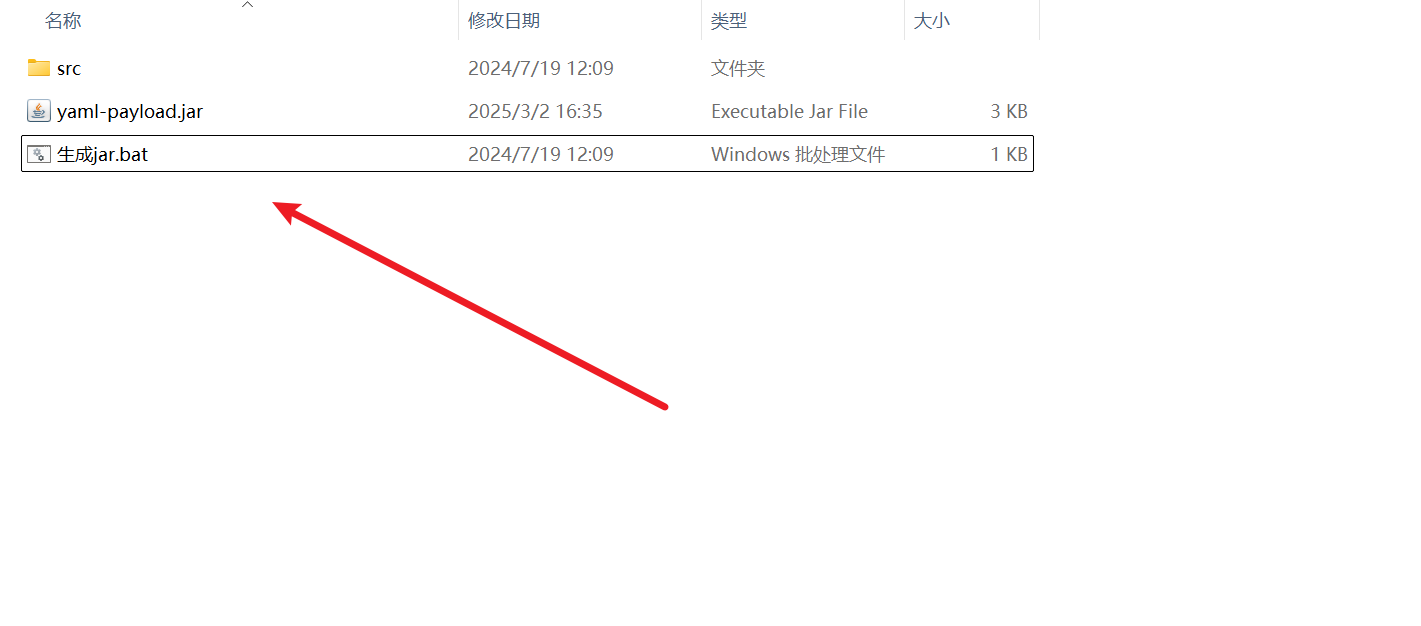 名称 修改日期 类型 大小
src 2024/7/19 12:09 文件夹
yaml-payload.jar 2025/3/2 16:35 Executable Jar File 3 KB
生成jar.bat 2024/7/19 12:09 Windows 批处理文件 1 KB